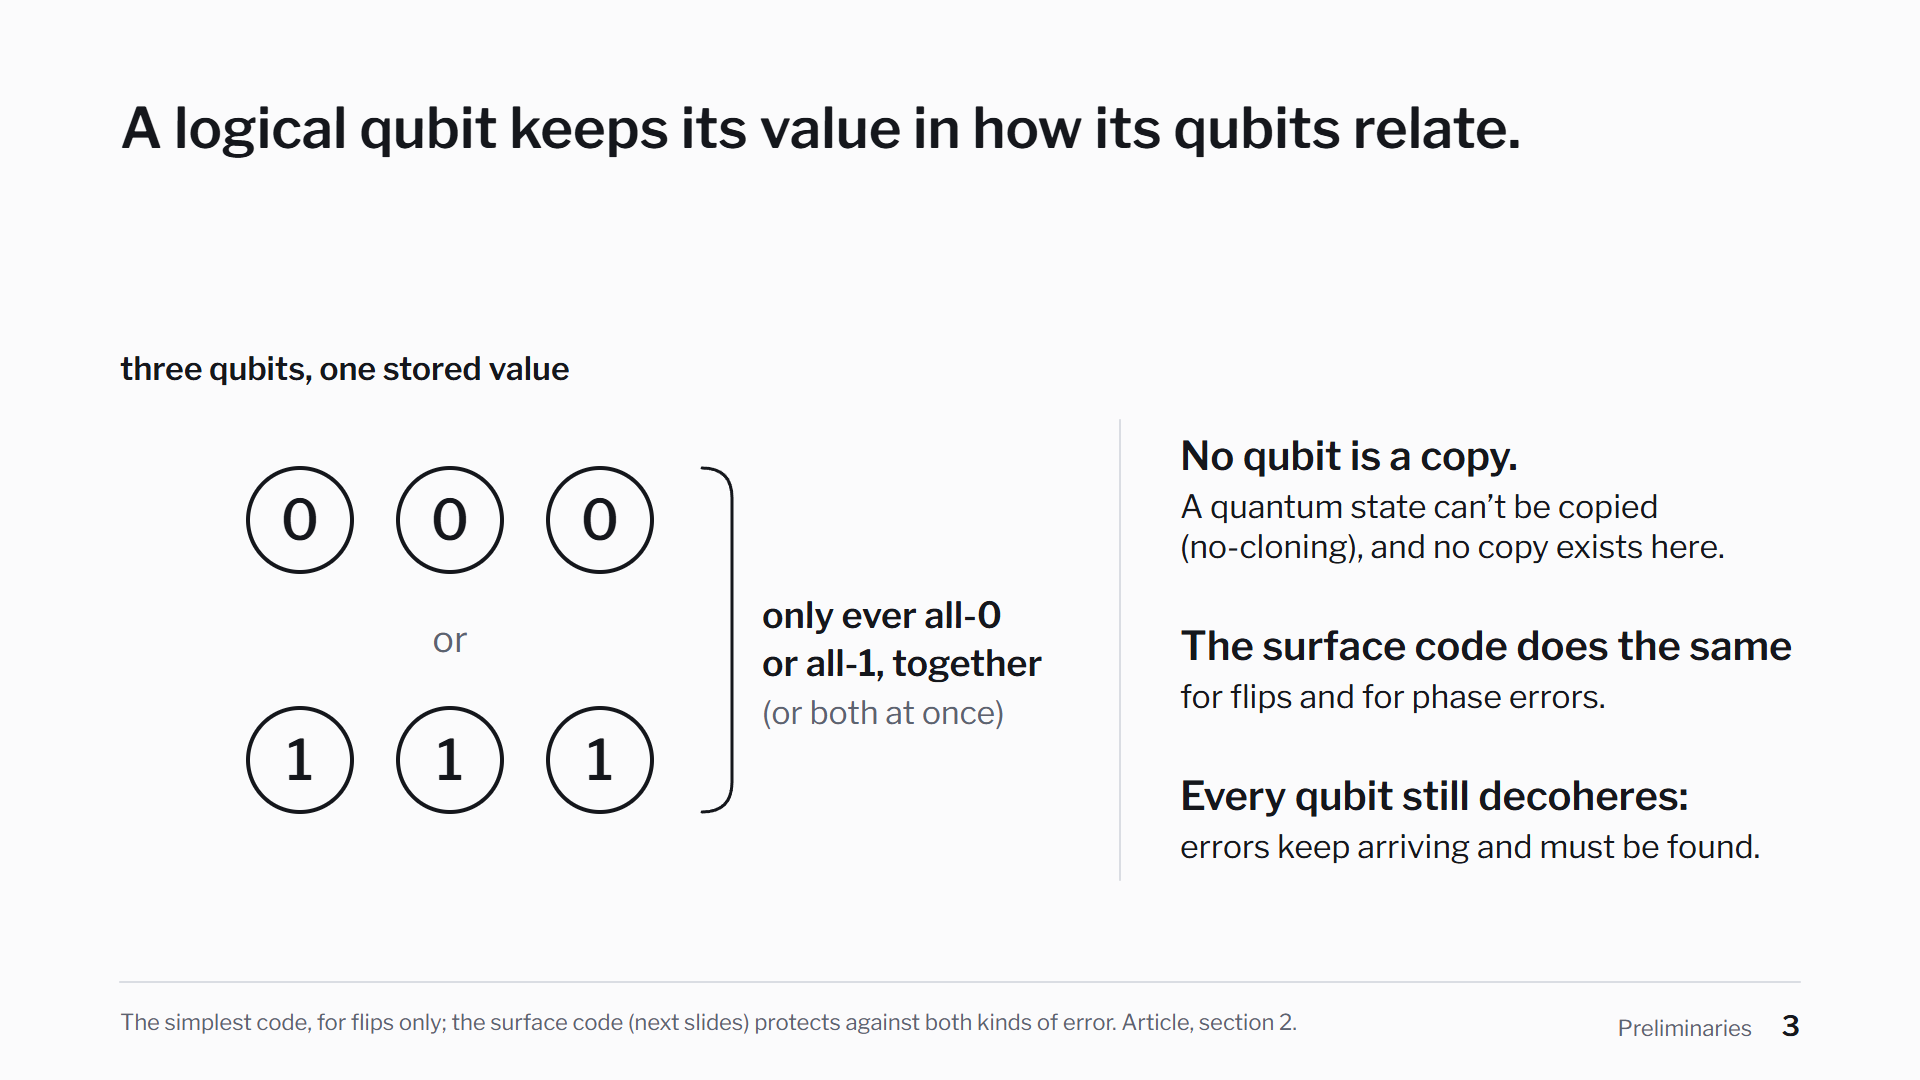 A logical qubit keeps its value in how its qubits relate.
three qubits, one stored value
0 0 0
or
1 1 1
only ever all-0
or all-1, together
(or both at once)
No qubit is a copy.
A quantum state can’t be copied
(no-cloning), and no copy exists here.
The surface code does the same
for flips and for phase errors.
Every qubit still decoheres:
errors keep arriving and must be found.
The simplest code, for flips only; the surface code (next slides) protects against both kinds of error. Article, section 2.
Preliminaries 3